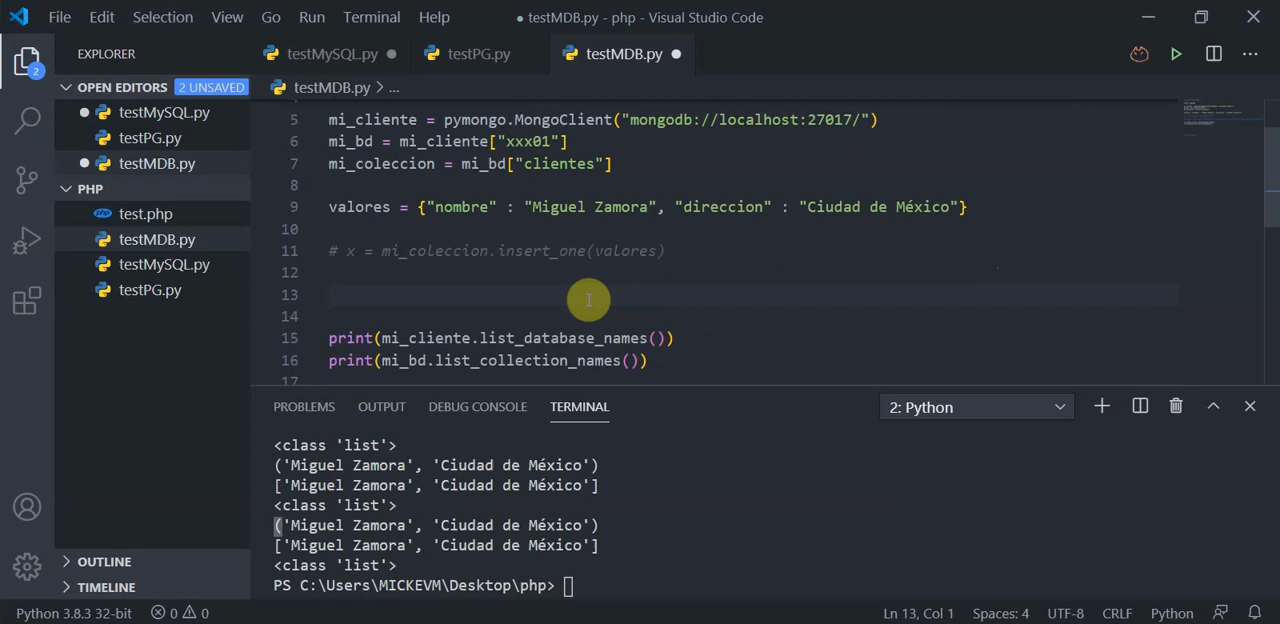 File Edit Selection View Go Run Terminal Help
● testMDB.py - php - Visual Studio Code
EXPLORER
testMySQL.py ●
testPG.py
testMDB.py ●
2
OPEN EDITORS 2 UNSAVED
● testMySQL.py
testPG.py
● testMDB.py
PHP
test.php
testMDB.py
testMySQL.py
testPG.py
OUTLINE
TIMELINE
testMDB.py > ...
5 mi_cliente = pymongo.MongoClient("mongodb://localhost:27017/")
6 mi_bd = mi_cliente["xxx01"]
7 mi_coleccion = mi_bd["clientes"]
8
9 valores = {"nombre" : "Miguel Zamora", "direccion" : "Ciudad de México"}
10
11 # x = mi_coleccion.insert_one(valores)
12
13
14
15 print(mi_cliente.list_database_names())
16 print(mi_bd.list_collection_names())
17
PROBLEMS OUTPUT DEBUG CONSOLE TERMINAL
2: Python
<class 'list'>
('Miguel Zamora', 'Ciudad de México')
['Miguel Zamora', 'Ciudad de México']
<class 'list'>
('Miguel Zamora', 'Ciudad de México')
['Miguel Zamora', 'Ciudad de México']
<class 'list'>
PS C:\Users\MICKEVM\Desktop\php>
Python 3.8.3 32-bit 0 0
Ln 13, Col 1 Spaces: 4 UTF-8 CRLF Python